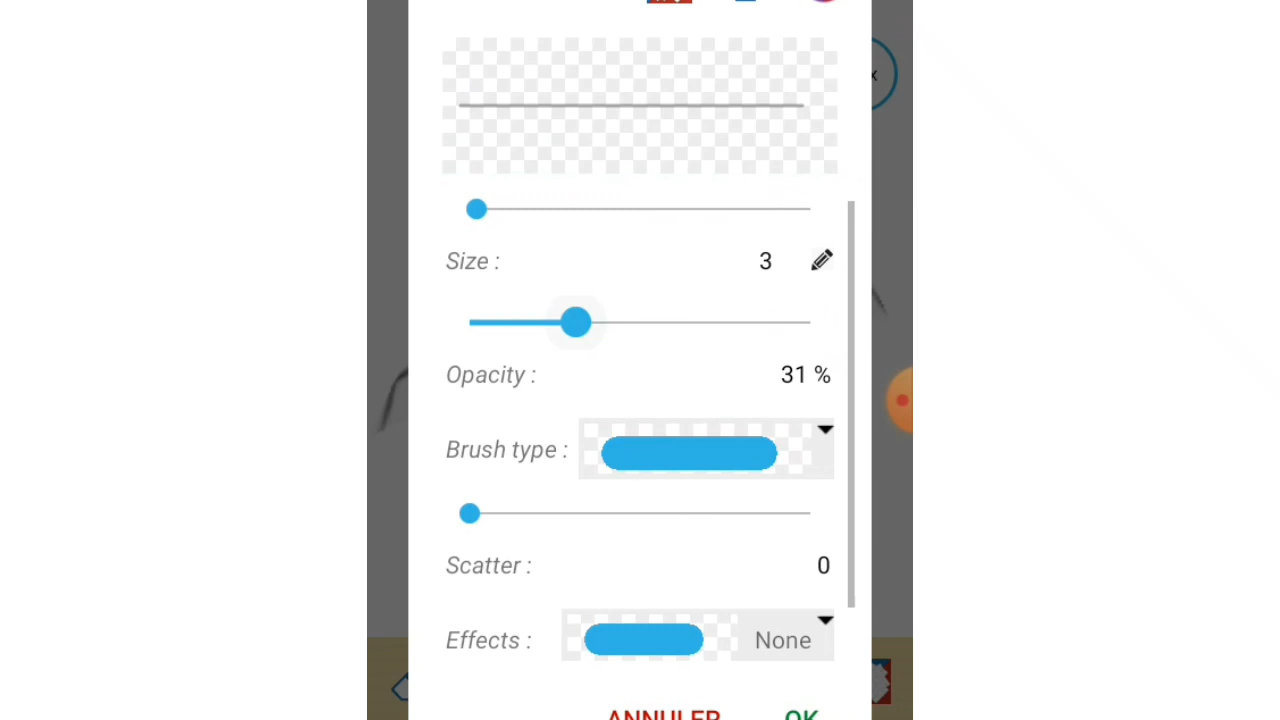 Size : 3
Opacity : 31 %
Brush type :
Scatter : 0
Effects : None
ANNULER OK